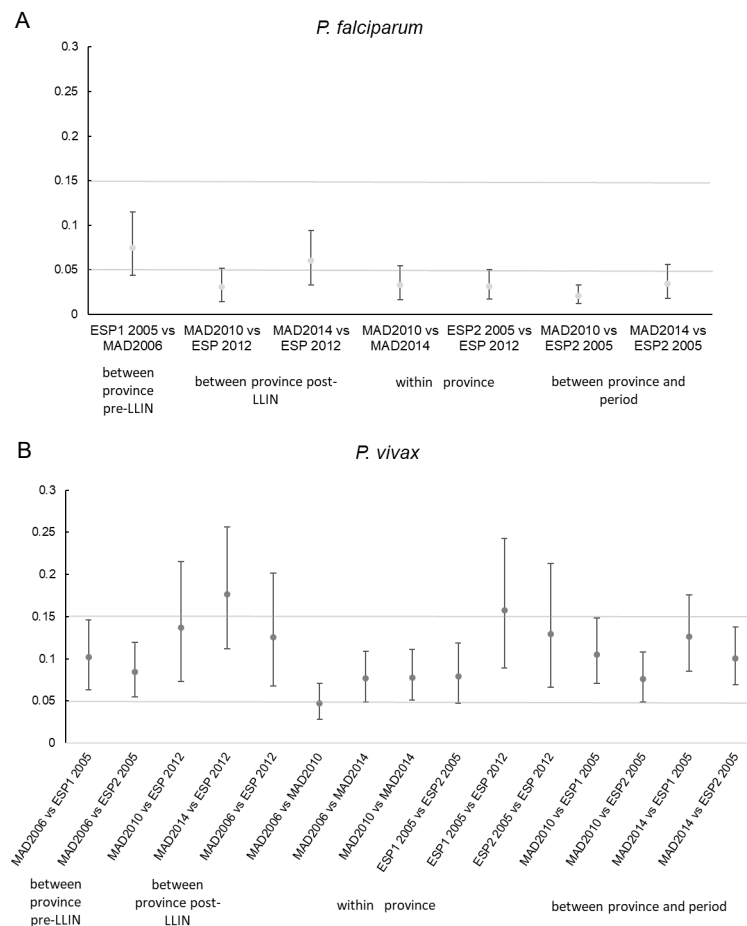 A
P. falciparum
0.3
0.25
0.2
0.15
0.1
0.05
0
ESP1 2005 vs
MAD2006
MAD2010 vs
ESP 2012
MAD2014 vs
ESP 2012
MAD2010 vs
MAD2014
ESP2 2005 vs
ESP 2012
MAD2010 vs
ESP2 2005
MAD2014 vs
ESP2 2005
between
province
pre-LLIN
between province post-
LLIN
within province
between province and
period
B
P. vivax
0.3
0.25
0.2
0.15
0.1
0.05
0
MAD2006 vs ESP1 2005
MAD2006 vs ESP2 2005
MAD2010 vs ESP 2012
MAD2014 vs ESP 2012
MAD2006 vs ESP 2012
MAD2006 vs MAD2010
MAD2006 vs MAD2014
MAD2010 vs MAD2014
ESP1 2005 vs ESP2 2005
ESP1 2005 vs ESP 2012
ESP2 2005 vs ESP 2012
MAD2010 vs ESP1 2005
MAD2010 vs ESP2 2005
MAD2014 vs ESP1 2005
MAD2014 vs ESP2 2005
between
province
pre-LLIN
between
province post-
LLIN
within province
between province and period